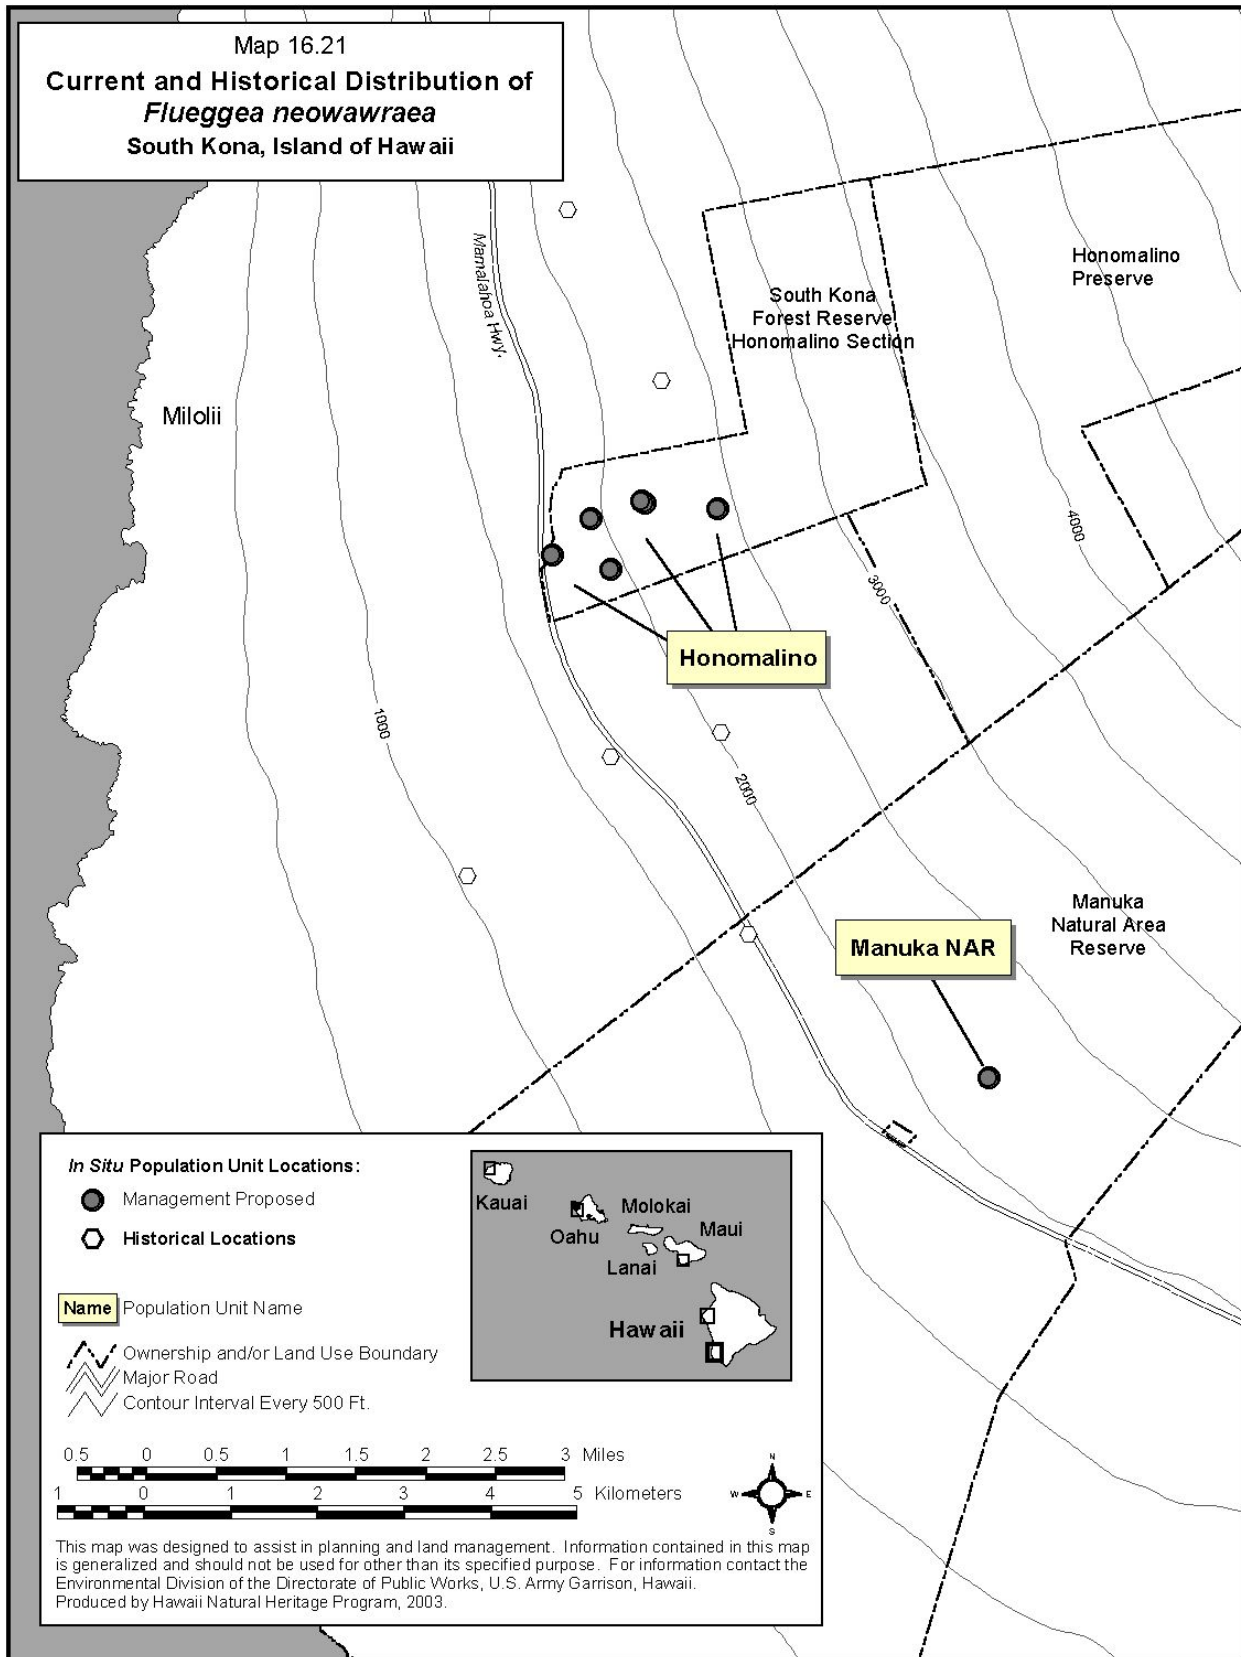 Map 16.21
Current and Historical Distribution of
Flueggea neowawraea
South Kona, Island of Hawaii
Mamalahoa Hwy.
Honomalino
Preserve
South Kona
Forest Reserve
Honomalino Section
Milolii
4000
3000
Honomalino
1000
2000
Manuka
Natural Area
Reserve
Manuka NAR
In Situ Population Unit Locations:
Management Proposed
Historical Locations
Name Population Unit Name
Ownership and/or Land Use Boundary
Major Road
Contour Interval Every 500 Ft.
Kauai
Oahu
Molokai
Maui
Lanai
Hawaii
0.5 0 0.5 1 1.5 2 2.5 3 Miles
1 0 1 2 3 4 5 Kilometers
N
W E
S
This map was designed to assist in planning and land management. Information contained in this map
is generalized and should not be used for other than its specified purpose. For information contact the
Environmental Division of the Directorate of Public Works, U.S. Army Garrison, Hawaii.
Produced by Hawaii Natural Heritage Program, 2003.